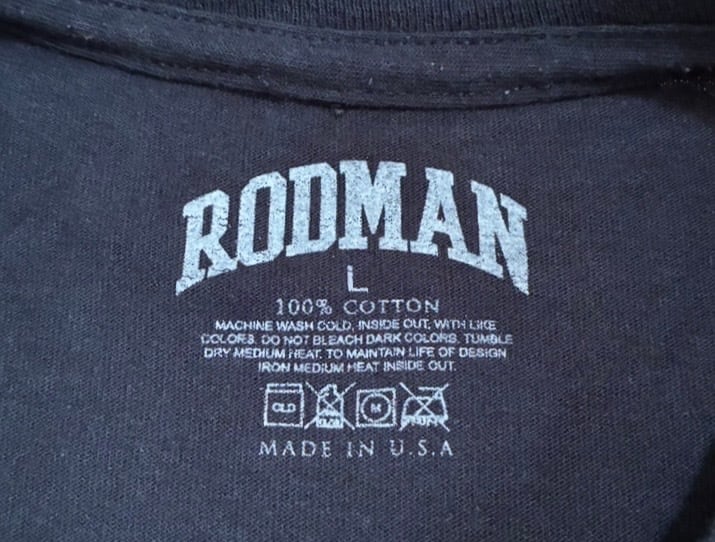 RODMAN
L
100% COTTON
MACHINE WASH COLD, INSIDE OUT, WITH LIKE
COLORS. DO NOT BLEACH DARK COLORS. TUMBLE
DRY MEDIUM HEAT. TO MAINTAIN LIFE OF DESIGN
IRON MEDIUM HEAT INSIDE OUT.
CLD M
MADE IN U.S.A